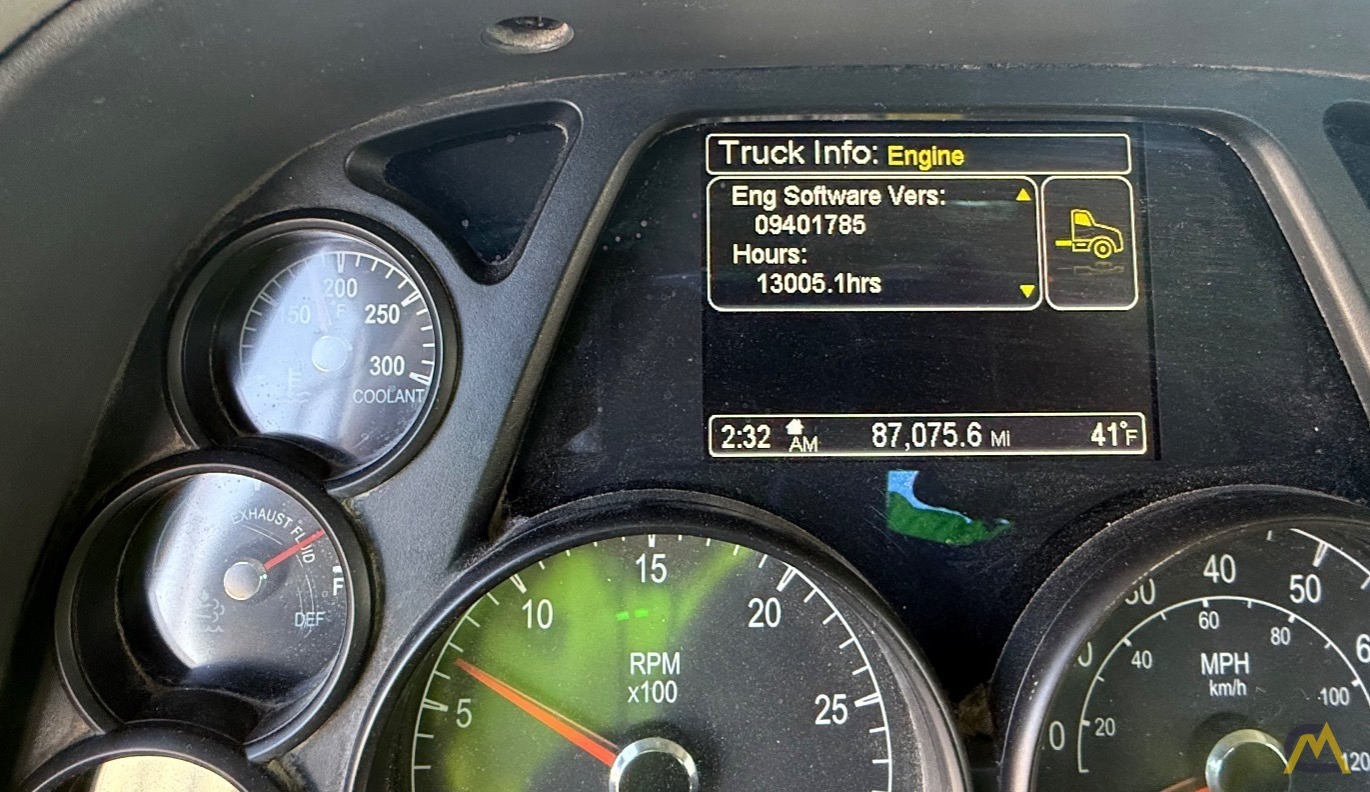 Truck Info: Engine
Eng Software Vers:
09401785
Hours:
13005.1hrs
2:32 AM 87,075.6 MI 41°F
150 200 250 300
°F
COOLANT
EXHAUST FLUID
F
DEF
5 10 15 20 25
RPM
x100
40 50
0 20 40 60 80 100 120
MPH
km/h
M